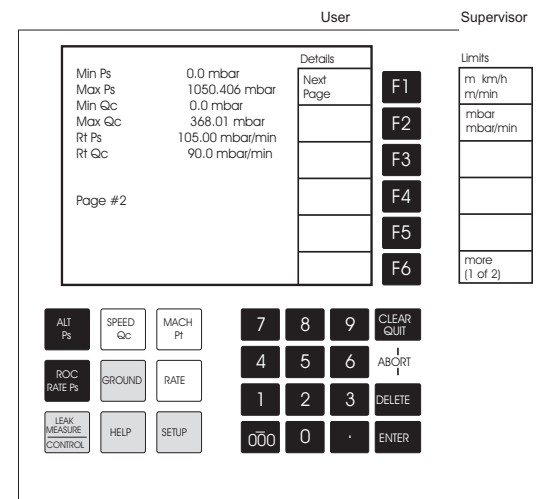 User Supervisor
Details Limits
Min Ps 0.0 mbar
Max Ps 1050.406 mbar
Min Qc 0.0 mbar
Max Qc 368.01 mbar
Rt Ps 105.00 mbar/min
Rt Qc 90.0 mbar/min
Page #2
Next
Page
F1
F2
F3
F4
F5
F6
m km/h
m/min
mbar
mbar/min
more
(1 of 2)
ALT
Ps
SPEED
Qc
MACH
Pt
ROC
RATE Ps
GROUND
RATE
LEAK
MEASURE
CONTROL
HELP
SETUP
7 8 9 CLEAR
QUIT
4 5 6 ABORT
1 2 3 DELETE
000 0 . ENTER